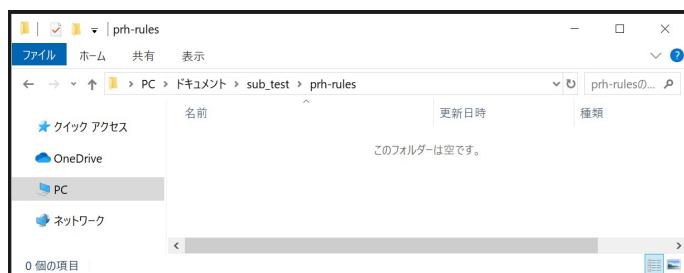 prh-rules
ファイル ホーム 共有 表示
PC ドキュメント sub_test prh-rules prh-rulesの...
名前 更新日時 種類
クイック アクセス
このフォルダーは空です。
OneDrive
PC
ネットワーク
0 個の項目